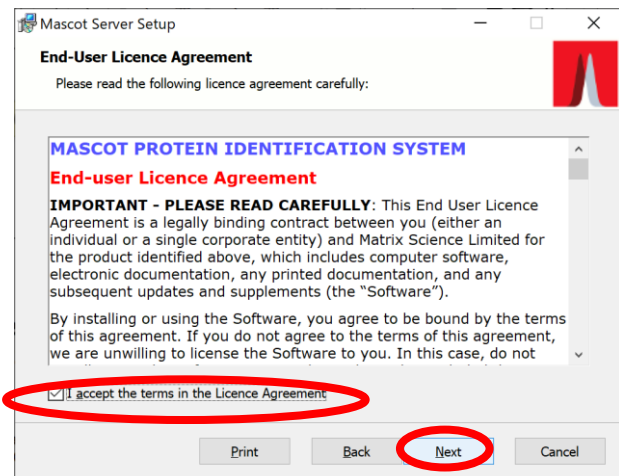 Mascot Server Setup
End-User Licence Agreement
Please read the following licence agreement carefully:
MASCOT PROTEIN IDENTIFICATION SYSTEM
End-user Licence Agreement
IMPORTANT - PLEASE READ CAREFULLY: This End User Licence
Agreement is a legally binding contract between you (either an
individual or a single corporate entity) and Matrix Science Limited for
the product identified above, which includes computer software,
electronic documentation, any printed documentation, and any
subsequent updates and supplements (the “Software”).
By installing or using the Software, you agree to be bound by the terms
of this agreement. If you do not agree to the terms of this agreement,
we are unwilling to license the Software to you. In this case, do not
I accept the terms in the Licence Agreement
Print Back Next Cancel